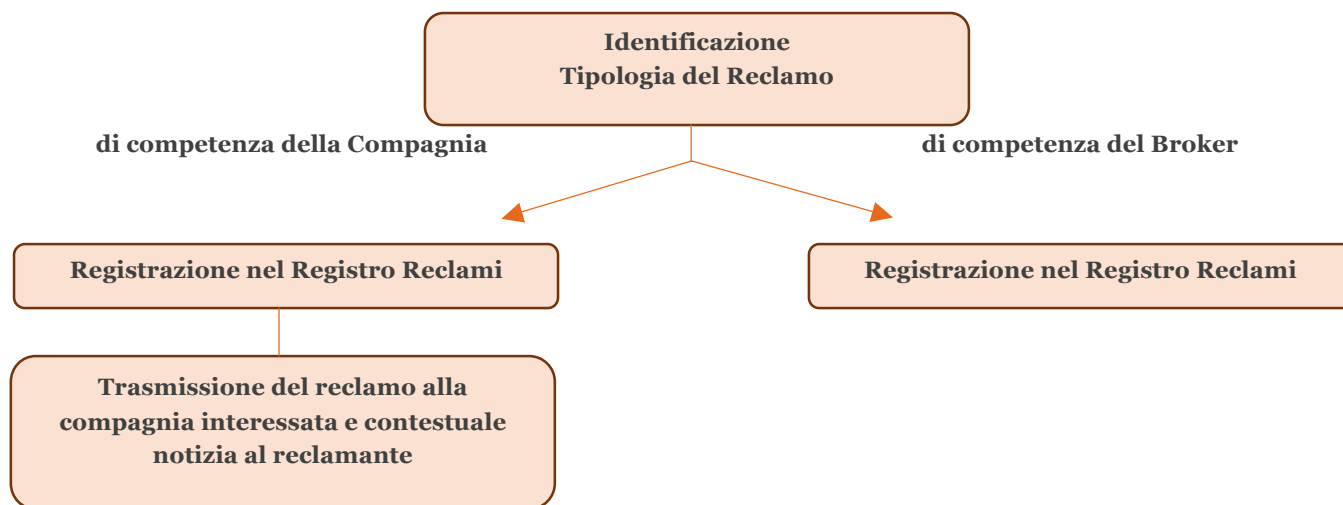 Identificazione
Tipologia del Reclamo
di competenza della Compagnia
di competenza del Broker
Registrazione nel Registro Reclami
Registrazione nel Registro Reclami
Trasmissione del reclamo alla
compagnia interessata e contestuale
notizia al reclamante